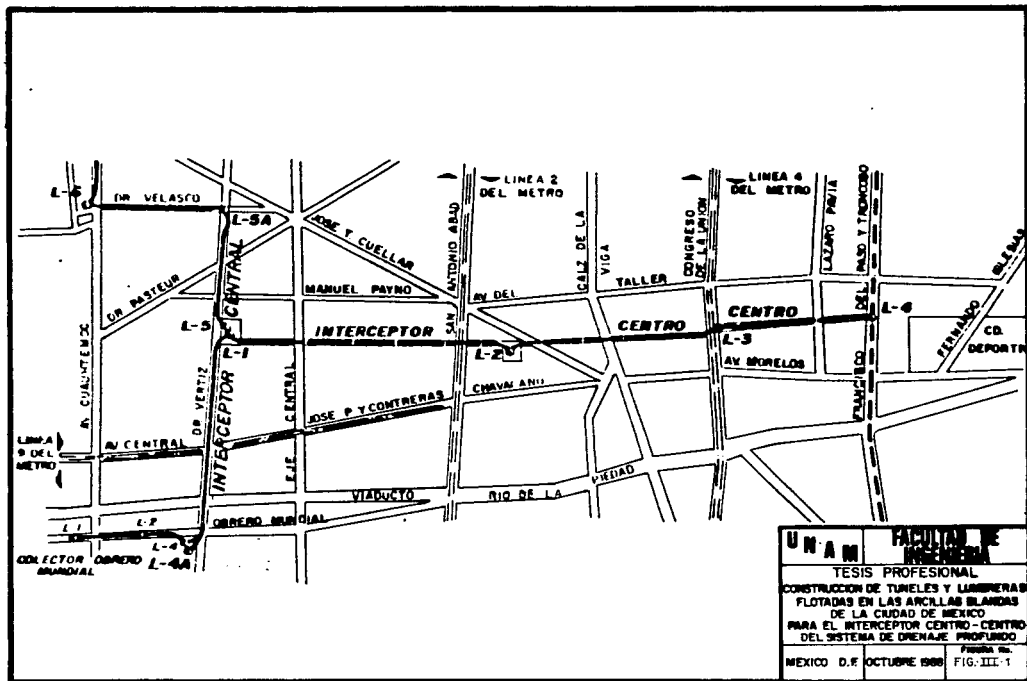 LINEA 2
DEL METRO
LINEA 4
DEL METRO
L-6
DR VELASCO
L-5A
JOSE T CUELLAR
SAN ANTONIO ABAD
CALZ DE LA
VIGA
CONGRESO
DE LA UNION
LAZARO PAVIA
FRANCISCO DEL PASO Y TRONCOSO
FERNANDO IGLESIAS
DR PASTEUR
MANUEL PAYNO
AV. DEL
TALLER
INTERCEPTOR CENTRAL
L-5
L-1
INTERCEPTOR
CENTRO
CENTRO
L-2
L-3
L-4
CD.
DEPORTI
AV MORELOS
AV. CUAUHTEMOC
DR VERTIZ
EJE CENTRAL
CHAVACANO
JOSE P Y CONTRERAS
AV CENTRAL
LINEA
9 DEL
METRO
VIADUCTO
RIO DE LA
PIEDAD
OBRERO MUNDIAL
L-1
L-2
L-4
L-4A
COLECTOR OBRERO
MUNDIAL
UNAM
FACULTAD DE
INGENIERIA
TESIS PROFESIONAL
CONSTRUCCION DE TUNELES Y LUMBRERAS
FLOTADAS EN LAS ARCILLAS BLANDAS
DE LA CIUDAD DE MEXICO
PARA EL INTERCEPTOR CENTRO-CENTRO
DEL SISTEMA DE DRENAJE PROFUNDO
MEXICO D.F.
OCTUBRE 1988
FIGURA No.
FIG. III-1